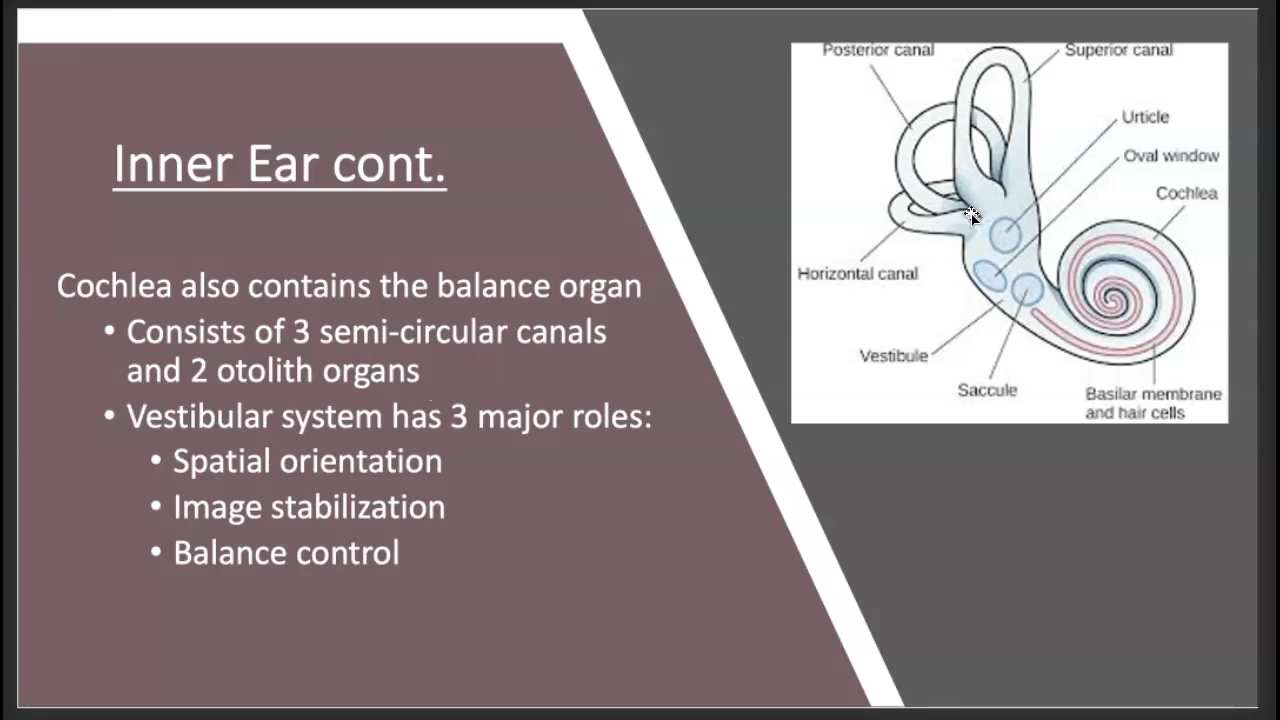 Inner Ear cont.
Cochlea also contains the balance organ
• Consists of 3 semi-circular canals
and 2 otolith organs
• Vestibular system has 3 major roles:
• Spatial orientation
• Image stabilization
• Balance control
Posterior canal
Superior canal
Urticle
Oval window
Cochlea
Horizontal canal
Vestibule
Saccule
Basilar membrane
and hair cells